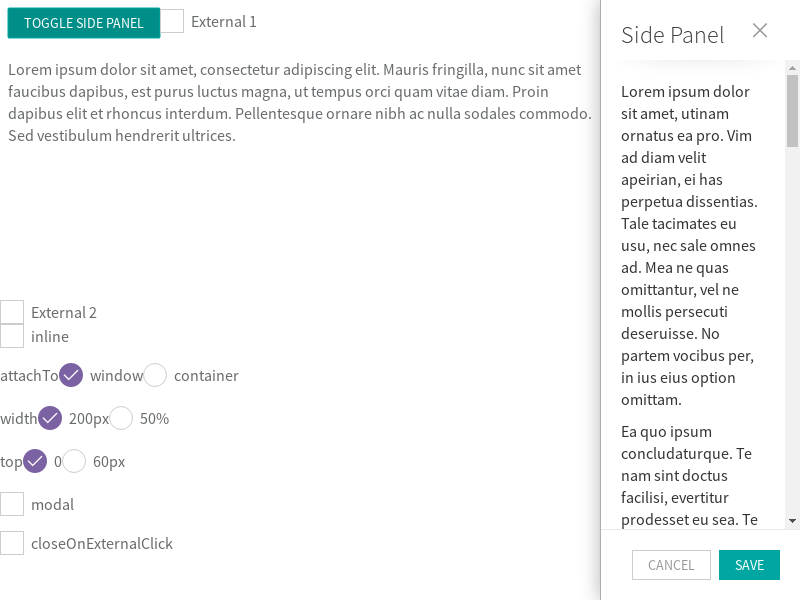 TOGGLE SIDE PANEL External 1
Lorem ipsum dolor sit amet, consectetur adipiscing elit. Mauris fringilla, nunc sit amet
faucibus dapibus, est purus luctus magna, ut tempus orci quam vitae diam. Proin
dapibus elit et rhoncus interdum. Pellentesque ornare nibh ac nulla sodales commodo.
Sed vestibulum hendrerit ultrices.
External 2
inline
attachTo window container
width 200px 50%
top 0 60px
modal
closeOnExternalClick
Side Panel
Lorem ipsum dolor
sit amet, utinam
ornatus ea pro. Vim
ad diam velit
apeirian, ei has
perpetua dissentias.
Tale tacimates eu
usu, nec sale omnes
ad. Mea ne quas
omittantur, vel ne
mollis persecuti
deseruisse. No
partem vocibus per,
in ius eius option
omittam.
Ea quo ipsum
concludaturque. Te
nam sint doctus
facilisi, evertitur
prodesset eu sea. Te
CANCEL SAVE